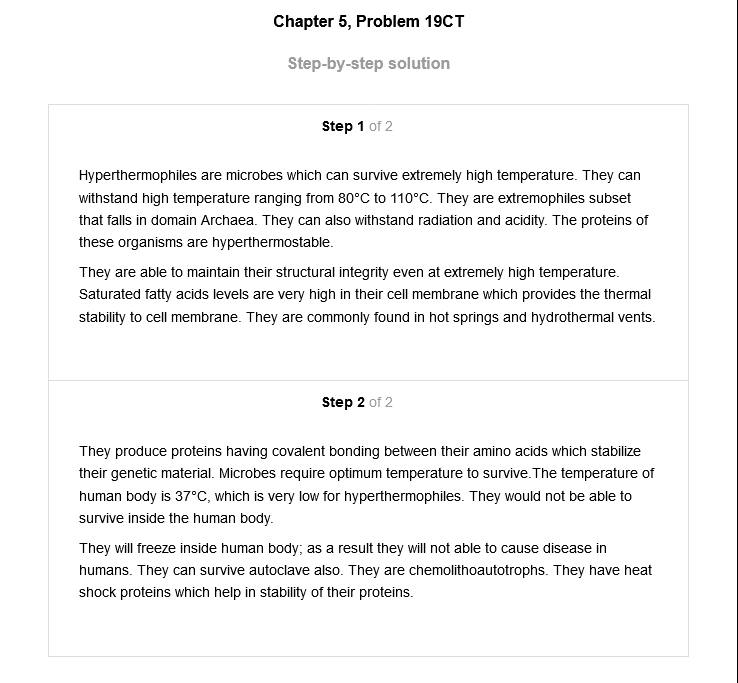 Chapter 5, Problem 19CT
Step-by-step solution
Step 1 of 2
Hyperthermophiles are microbes which can survive extremely high temperature. They can
withstand high temperature ranging from 80°C to 110°C. They are extremophiles subset
that falls in domain Archaea. They can also withstand radiation and acidity. The proteins of
these organisms are hyperthermostable.
They are able to maintain their structural integrity even at extremely high temperature.
Saturated fatty acids levels are very high in their cell membrane which provides the thermal
stability to cell membrane. They are commonly found in hot springs and hydrothermal vents.
Step 2 of 2
They produce proteins having covalent bonding between their amino acids which stabilize
their genetic material. Microbes require optimum temperature to survive.The temperature of
human body is 37°C, which is very low for hyperthermophiles. They would not be able to
survive inside the human body.
They will freeze inside human body; as a result they will not able to cause disease in
humans. They can survive autoclave also. They are chemolithoautotrophs. They have heat
shock proteins which help in stability of their proteins.